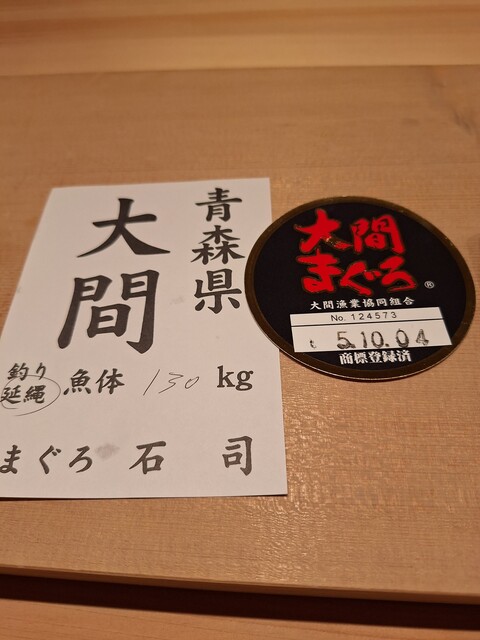 青森県
大間
釣り
延縄
魚体 130 kg
まぐろ 石司
大間
まぐろ®
大間漁業協同組合
No. 124573
t 5.10.04
商標登録済